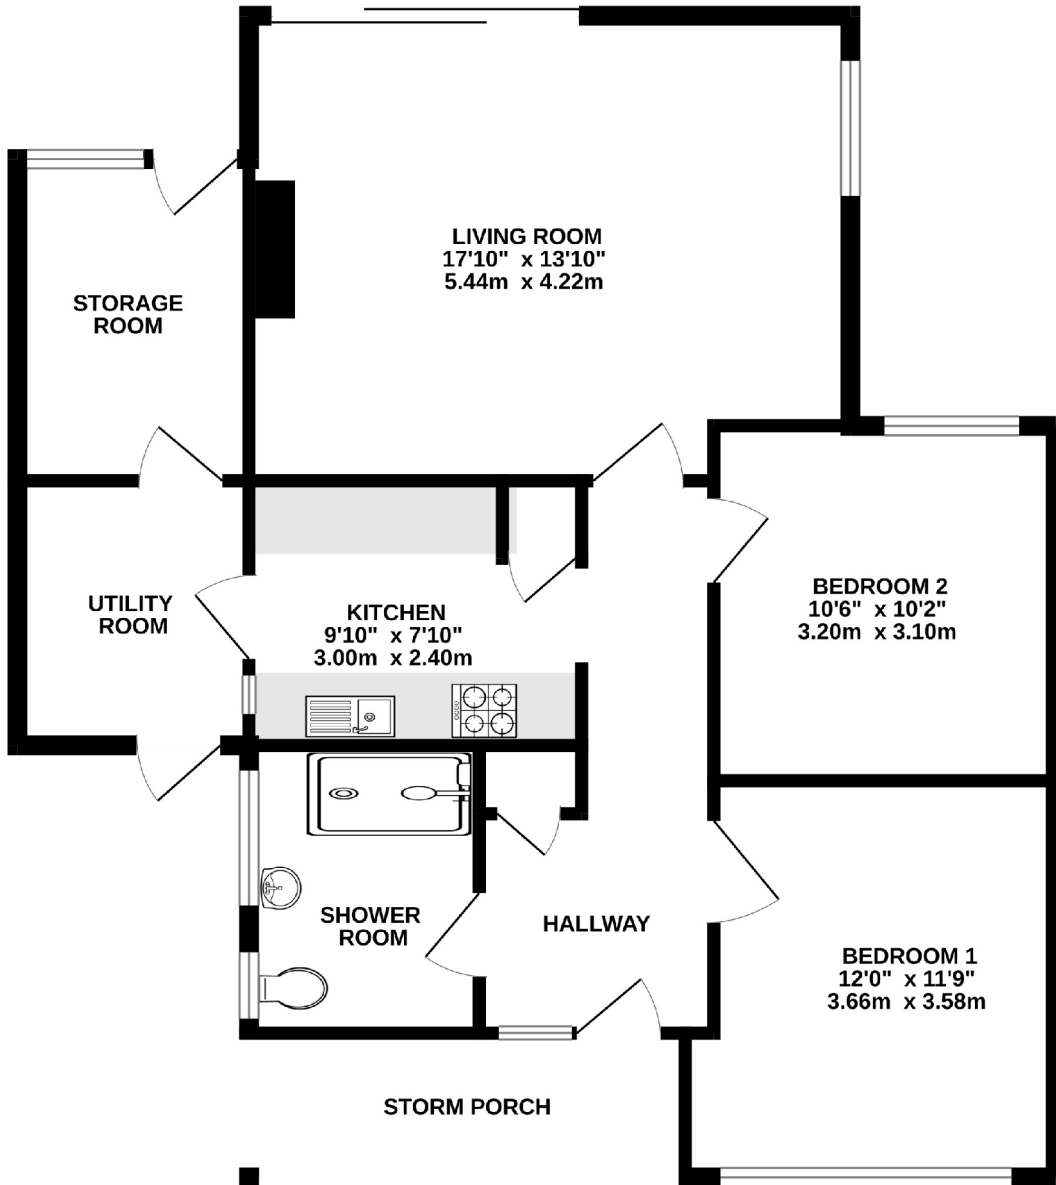 LIVING ROOM
17'10" x 13'10"
5.44m x 4.22m
STORAGE
ROOM
UTILITY
ROOM
KITCHEN
9'10" x 7'10"
3.00m x 2.40m
BEDROOM 2
10'6" x 10'2"
3.20m x 3.10m
SHOWER
ROOM
HALLWAY
BEDROOM 1
12'0" x 11'9"
3.66m x 3.58m
STORM PORCH